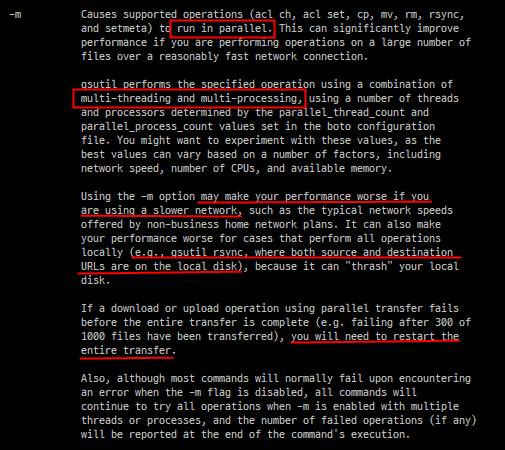 -m Causes supported operations (acl ch, acl set, cp, mv, rm, rsync,
and setmeta) to run in parallel. This can significantly improve
performance if you are performing operations on a large number of
files over a reasonably fast network connection.
gsutil performs the specified operation using a combination of
multi-threading and multi-processing, using a number of threads
and processors determined by the parallel_thread_count and
parallel_process_count values set in the boto configuration
file. You might want to experiment with these values, as the
best values can vary based on a number of factors, including
network speed, number of CPUs, and available memory.
Using the -m option may make your performance worse if you
are using a slower network, such as the typical network speeds
offered by non-business home network plans. It can also make
your performance worse for cases that perform all operations
locally (e.g., gsutil rsync, where both source and destination
URLs are on the local disk), because it can "thrash" your local
disk.
If a download or upload operation using parallel transfer fails
before the entire transfer is complete (e.g. failing after 300 of
1000 files have been transferred), you will need to restart the
entire transfer.
Also, although most commands will normally fail upon encountering
an error when the -m flag is disabled, all commands will
continue to try all operations when -m is enabled with multiple
threads or processes, and the number of failed operations (if any)
will be reported at the end of the command's execution.